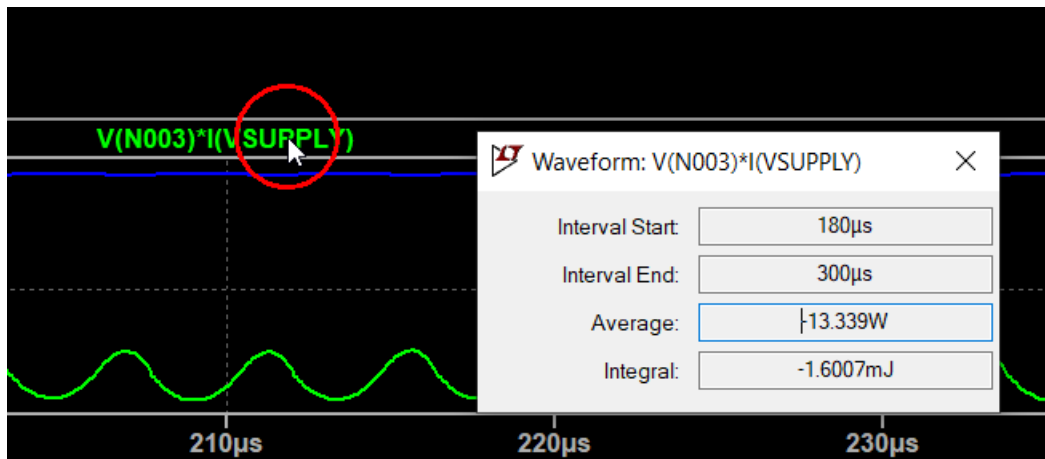 V(N003)*I(VSUPPLY)
Waveform: V(N003)*I(VSUPPLY)
Interval Start: 180µs
Interval End: 300µs
Average: -13.339W
Integral: -1.6007mJ
210µs 220µs 230µs